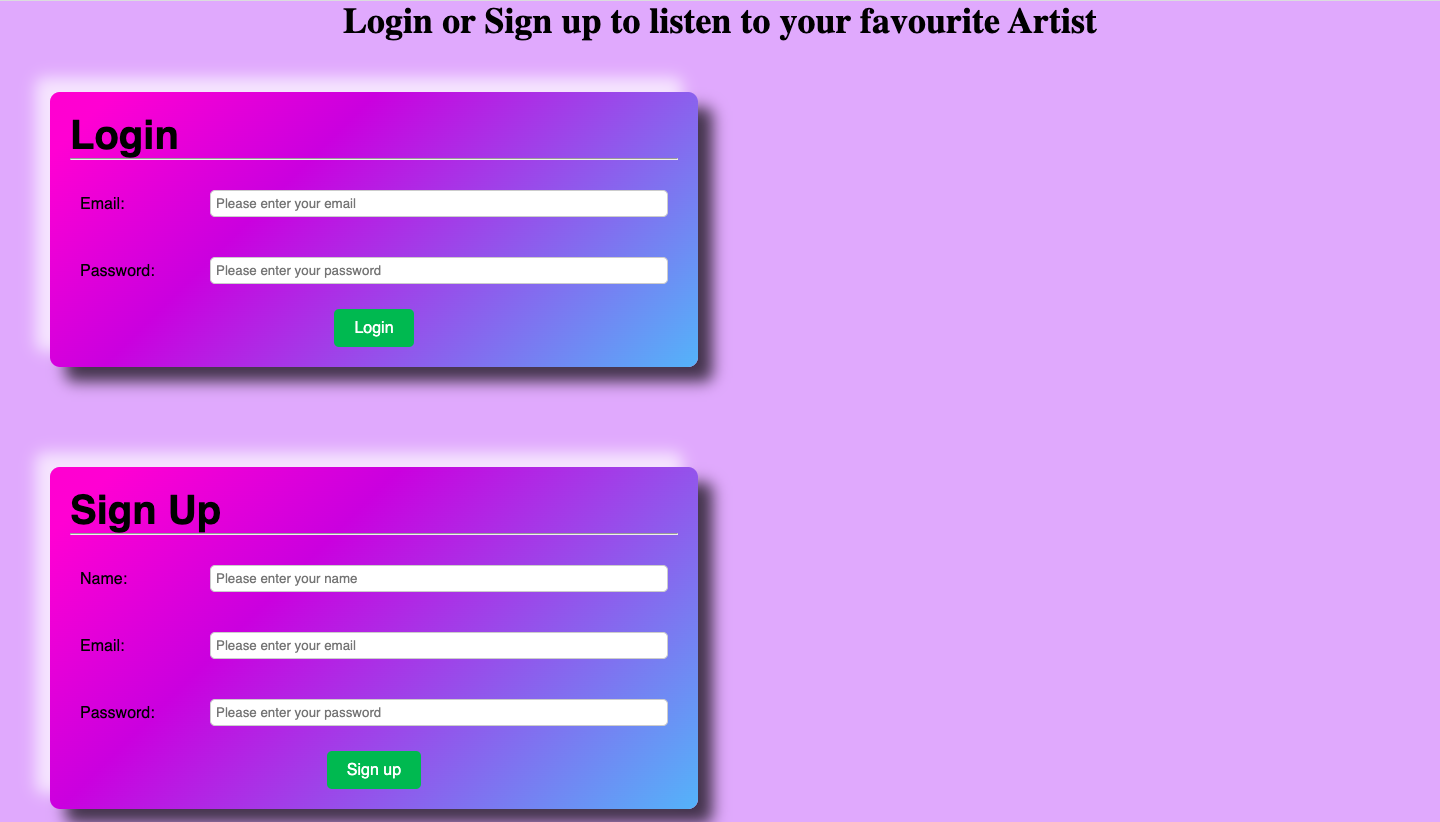 Login or Sign up to listen to your favourite Artist
Login
Email: Please enter your email
Password: Please enter your password
Login
Sign Up
Name: Please enter your name
Email: Please enter your email
Password: Please enter your password
Sign up